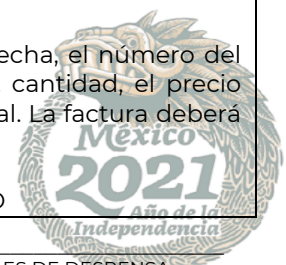 echa, el número del
cantidad, el precio
al. La factura deberá
México
2021
Año de la
Independencia